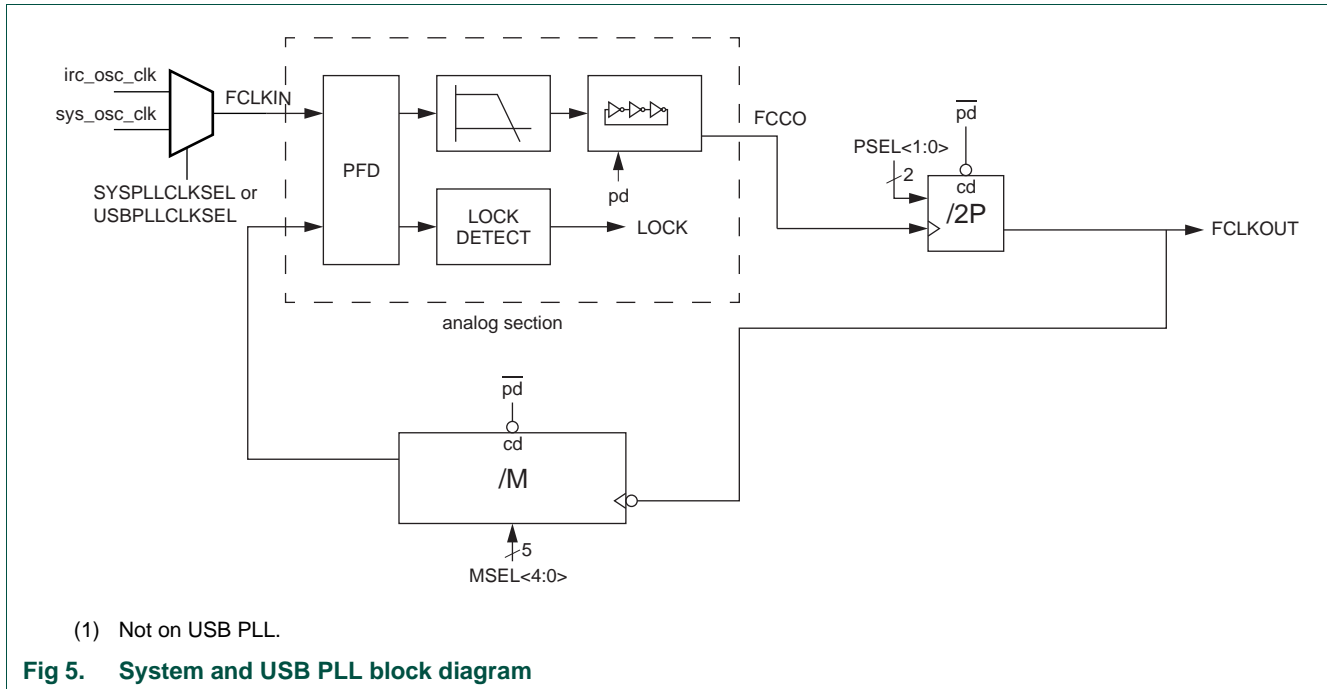 irc_osc_clk
sys_osc_clk
FCLKIN
SYSPLLCLKSEL or
USBPLLCLKSEL
PFD
pd
LOCK
DETECT
LOCK
analog section
FCCO
pd
PSEL<1:0>
2
cd
/2P
FCLKOUT
pd
cd
/M
5
MSEL<4:0>
(1) Not on USB PLL.
Fig 5. System and USB PLL block diagram